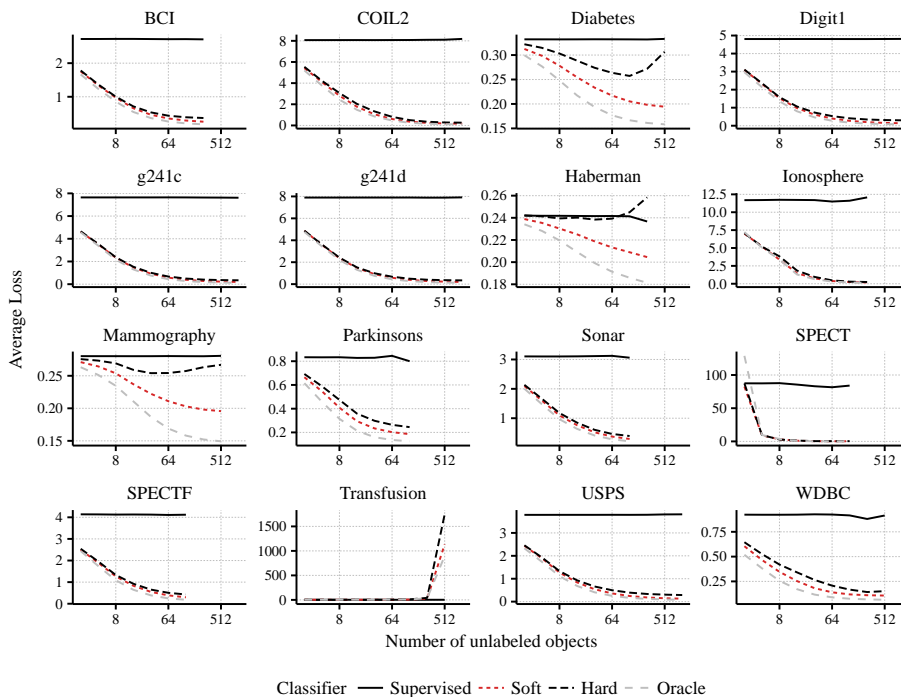 BCI COIL2 Diabetes Digit1
2
1
8 64 512
8
6
4
2
0
8 64 512
0.30
0.25
0.20
0.15
8 64 512
5
4
3
2
1
0
8 64 512
g241c g241d Haberman Ionosphere
8
6
4
2
0
8 64 512
8
6
4
2
0
8 64 512
0.26
0.24
0.22
0.20
0.18
8 64 512
12.5
10.0
7.5
5.0
2.5
0.0
8 64 512
Mammography Parkinsons Sonar SPECT
0.25
0.20
0.15
8 64 512
0.8
0.6
0.4
0.2
8 64 512
3
2
1
8 64 512
100
50
0
8 64 512
SPECTF Transfusion USPS WDBC
4
3
2
1
0
8 64 512
1500
1000
500
0
8 64 512
3
2
1
0
8 64 512
0.75
0.50
0.25
8 64 512
Average Loss
Number of unlabeled objects
Classifier Supervised Soft Hard Oracle